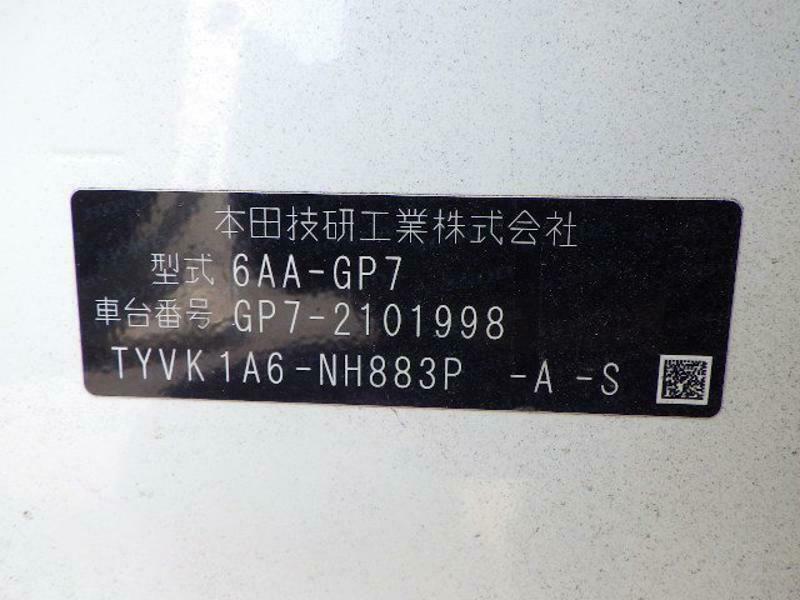 本田技研工業株式会社
型式 6AA-GP7
車台番号 GP7-2101998
TYVK1A6-NH883P -A -S